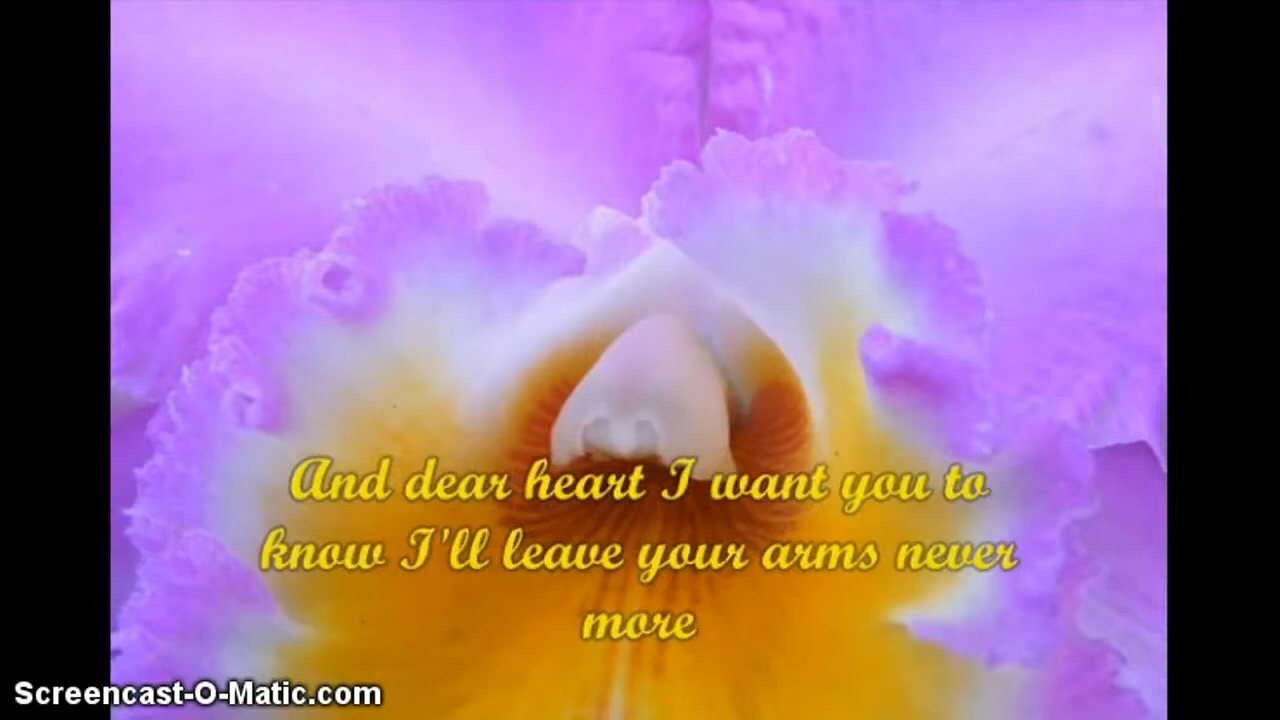 And dear heart I want you to
know I'll leave your arms never
more
Screencast-O-Matic.com